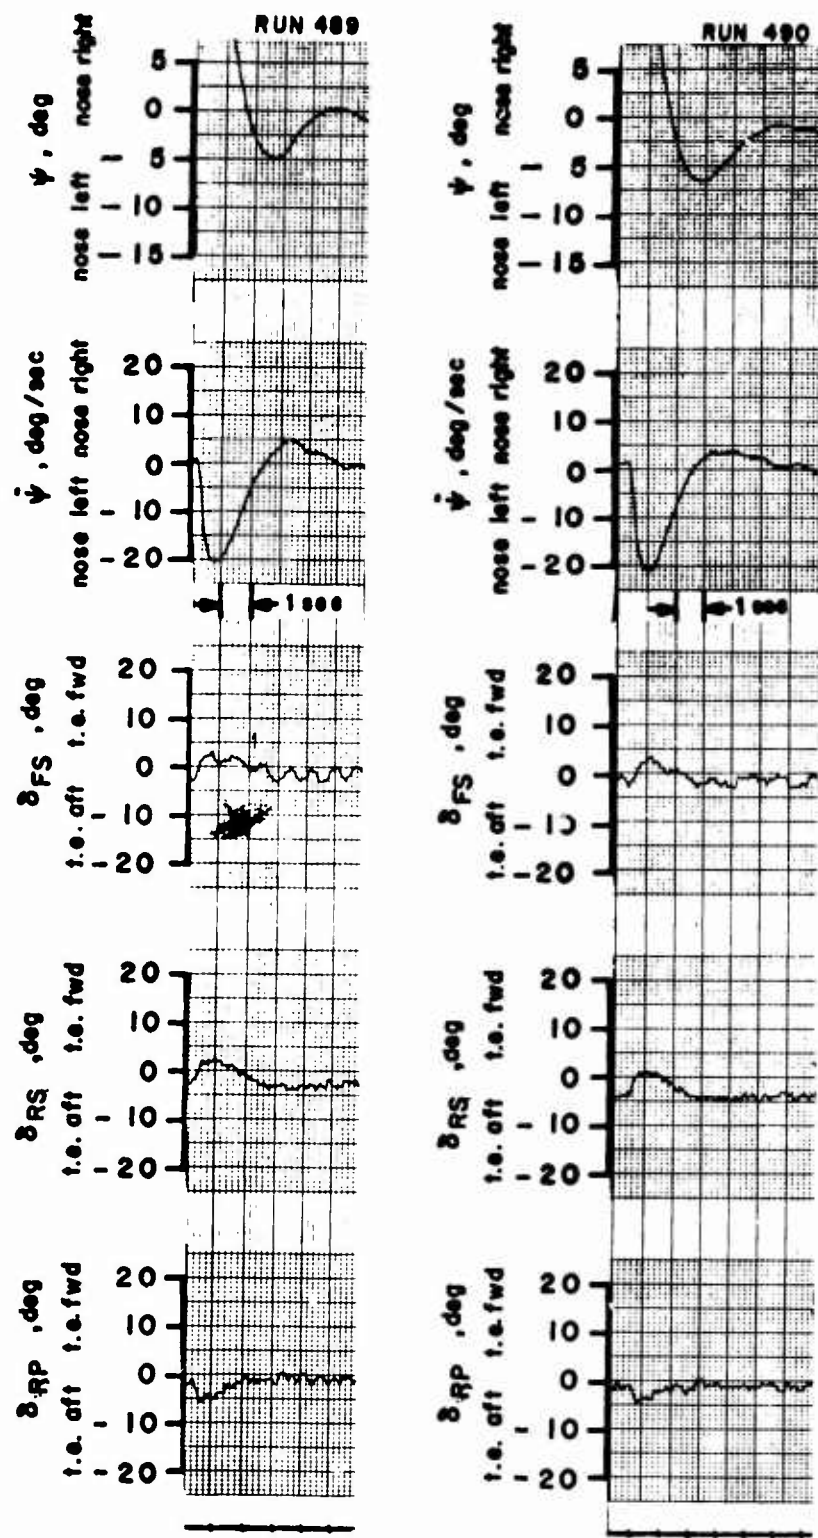 RUN 489
ψ, deg
nose left nose right
5
0
- 5
- 10
- 15
ψ̇, deg/sec
nose left nose right
20
10
0
- 10
- 20
1 sec
δFS, deg
t.e. aft t.e. fwd
20
10
0
- 10
- 20
δRS, deg
t.e. aft t.e. fwd
20
10
0
- 10
- 20
δRP, deg
t.e. aft t.e. fwd
20
10
0
- 10
- 20
RUN 490
ψ, deg
nose left nose right
5
0
- 5
- 10
- 15
ψ̇, deg/sec
nose left nose right
20
10
0
- 10
- 20
1 sec
δFS, deg
t.e. aft t.e. fwd
20
10
0
- 10
- 20
δRS, deg
t.e. aft t.e. fwd
20
10
0
- 10
- 20
δRP, deg
t.e. aft t.e. fwd
20
10
0
- 10
- 20